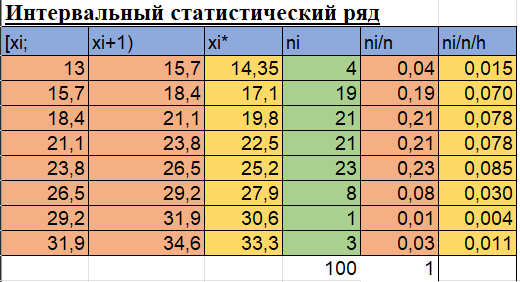 Интервальный статистический ряд
[xi; xi+1) xi* ni ni/n ni/n/h
13 15,7 14,35 4 0,04 0,015
15,7 18,4 17,1 19 0,19 0,070
18,4 21,1 19,8 21 0,21 0,078
21,1 23,8 22,5 21 0,21 0,078
23,8 26,5 25,2 23 0,23 0,085
26,5 29,2 27,9 8 0,08 0,030
29,2 31,9 30,6 1 0,01 0,004
31,9 34,6 33,3 3 0,03 0,011
100 1